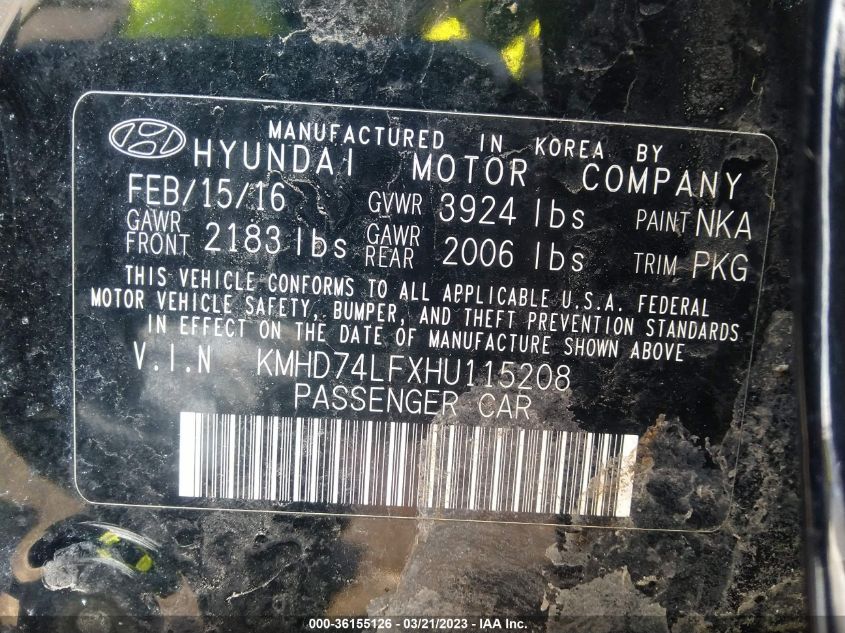 MANUFACTURED IN KOREA BY
HYUNDAI MOTOR COMPANY
FEB/15/16 GVWR 3924 lbs PAINT NKA
GAWR FRONT 2183 lbs GAWR REAR 2006 lbs TRIM PKG
THIS VEHICLE CONFORMS TO ALL APPLICABLE U.S.A. FEDERAL
MOTOR VEHICLE SAFETY, BUMPER, AND THEFT PREVENTION STANDARDS
IN EFFECT ON THE DATE OF MANUFACTURE SHOWN ABOVE
V.I.N KMHD74LFXHU115208
PASSENGER CAR
000-36155126 - 03/21/2023 - IAA Inc.